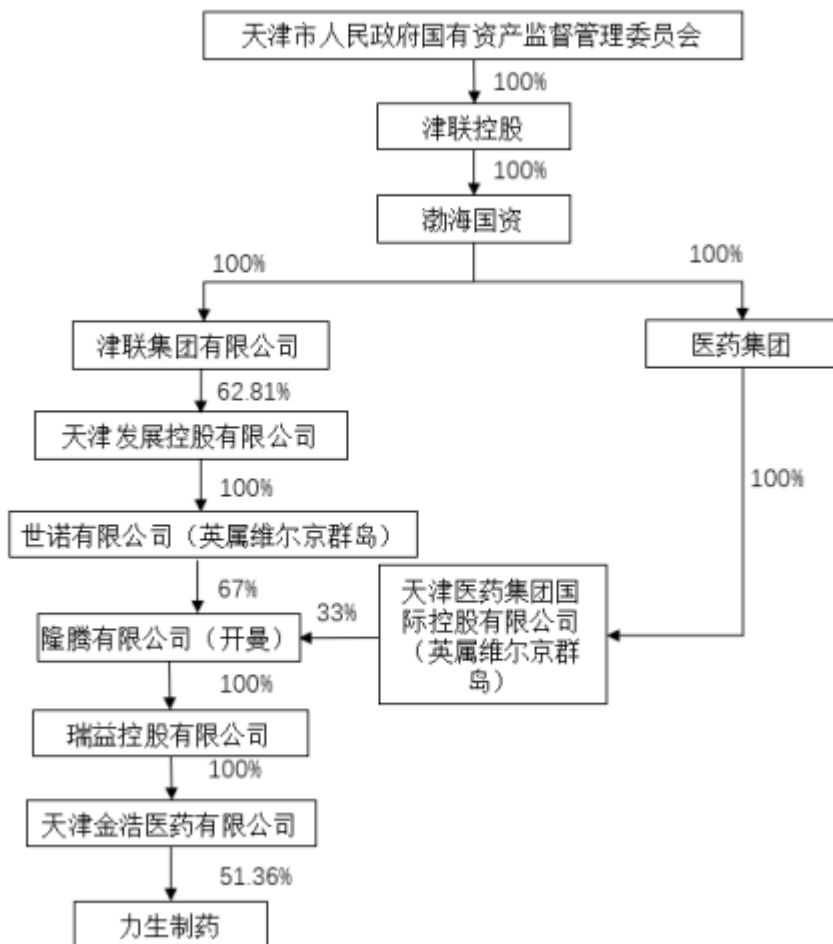 天津市人民政府国有资产监督管理委员会
100%
津联控股
100%
渤海国资
100%
100%
津联集团有限公司
医药集团
62.81%
天津发展控股有限公司
100%
100%
世诺有限公司（英属维尔京群岛）
67%
天津医药集团国
际控股有限公司
（英属维尔京群
岛）
33%
隆腾有限公司（开曼）
100%
瑞益控股有限公司
100%
天津金浩医药有限公司
51.36%
力生制药